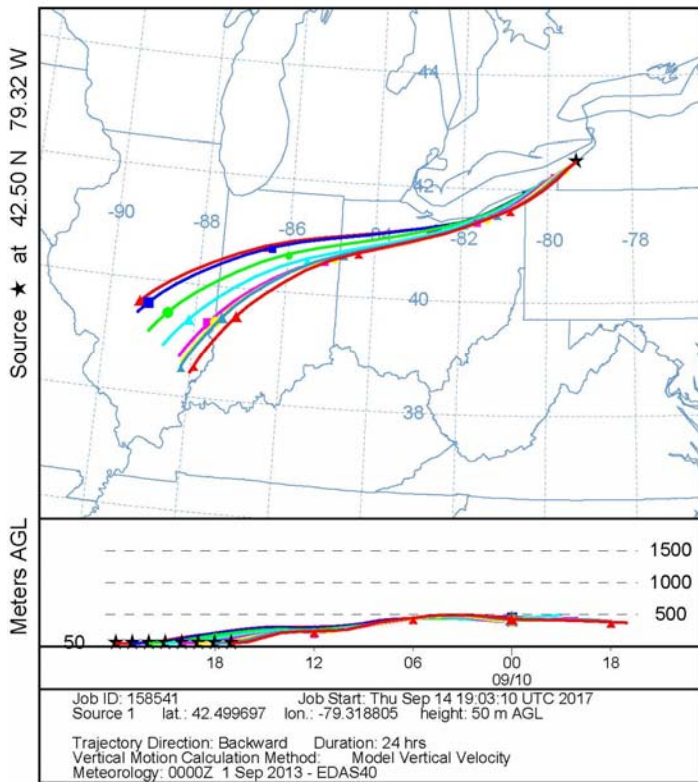 Source ★ at 42.50 N 79.32 W
44
42
-90
-88
-86
-84
-82
-80
-78
40
38
Meters AGL
1500
1000
500
50
18 12 06 00 18
09/10
Job ID: 158541 Job Start: Thu Sep 14 19:03:10 UTC 2017
Source 1 lat.: 42.499697 lon.: -79.318805 height: 50 m AGL
Trajectory Direction: Backward Duration: 24 hrs
Vertical Motion Calculation Method: Model Vertical Velocity
Meteorology: 0000Z 1 Sep 2013 - EDAS40